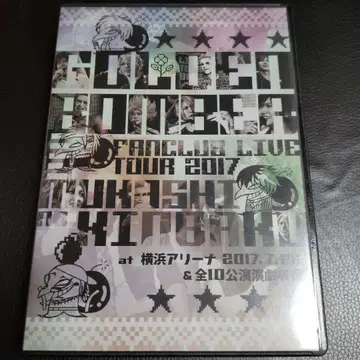 GOLDEN
BOMBER
FANCLUB LIVE
TOUR 2017
MUKASHI
KINBAKU
at 横浜アリーナ 2017.
&全10公演